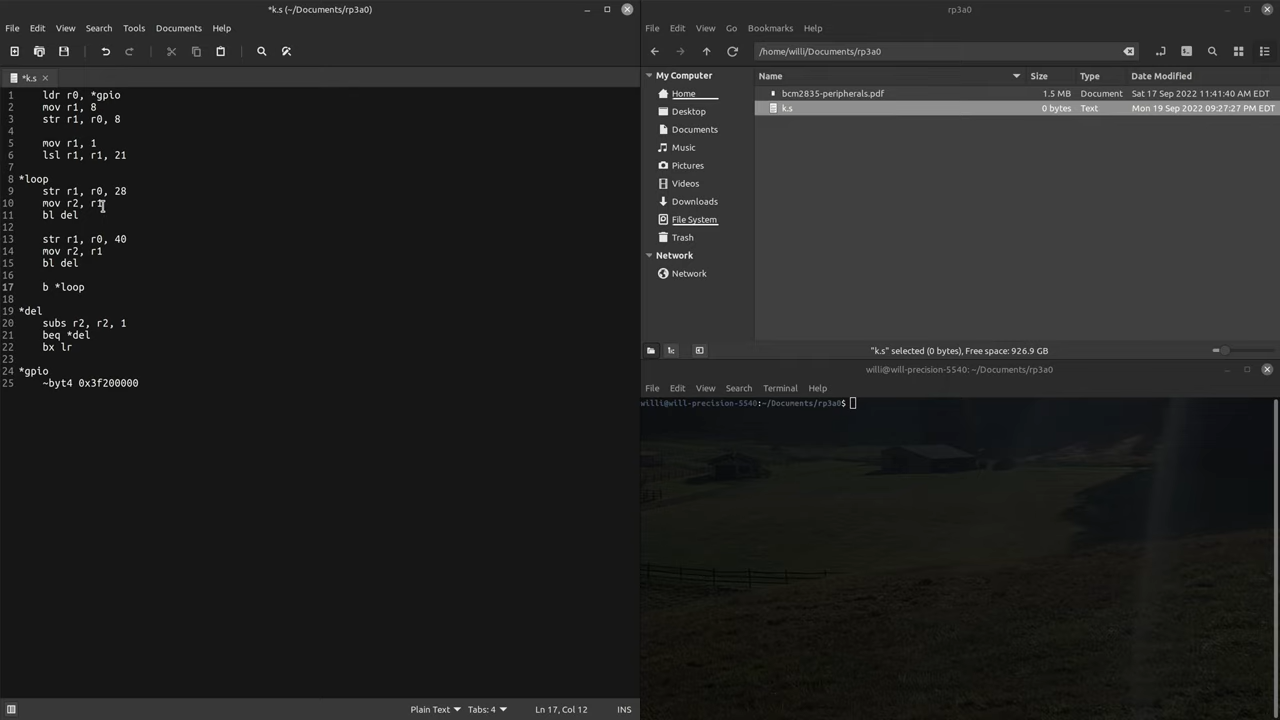 *k.s (~/Documents/rp3a0)
File Edit View Search Tools Documents Help
*k.s
1 ldr r0, *gpio
2 mov r1, 8
3 str r1, r0, 8
4
5 mov r1, 1
6 lsl r1, r1, 21
7
8 *loop
9 str r1, r0, 28
10 mov r2, r1
11 bl del
12
13 str r1, r0, 40
14 mov r2, r1
15 bl del
16
17 b *loop
18
19 *del
20 subs r2, r2, 1
21 beq *del
22 bx lr
23
24 *gpio
25 ~byt4 0x3f200000
Plain Text Tabs: 4 Ln 17, Col 12 INS
rp3a0
File Edit View Go Bookmarks Help
/home/willi/Documents/rp3a0
My Computer
Home
Desktop
Documents
Music
Pictures
Videos
Downloads
File System
Trash
Network
Network
Name Size Type Date Modified
bcm2835-peripherals.pdf 1.5 MB Document Sat 17 Sep 2022 11:41:40 AM EDT
k.s 0 bytes Text Mon 19 Sep 2022 09:27:27 PM EDT
"k.s" selected (0 bytes), Free space: 926.9 GB
willi@will-precision-5540: ~/Documents/rp3a0
File Edit View Search Terminal Help
willi@will-precision-5540:~/Documents/rp3a0$